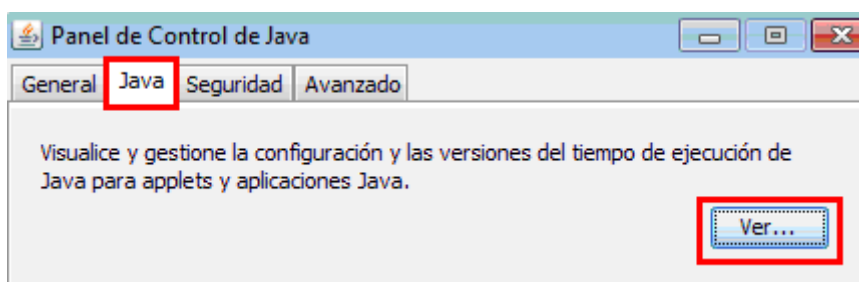 Panel de Control de Java
General Java Seguridad Avanzado
Visualice y gestione la configuración y las versiones del tiempo de ejecución de
Java para applets y aplicaciones Java.
Ver...